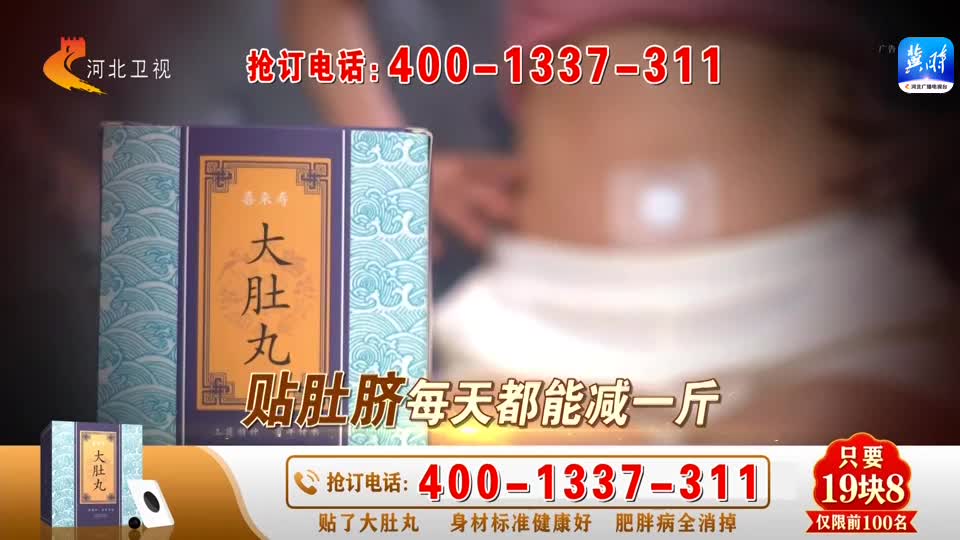 河北卫视
抢订电话:400-1337-311
广告
冀时
河北广播电视台
喜来寿
大肚丸
贴肚脐每天都能减一斤
大肚丸
抢订电话:400-1337-311
只要
19块8
仅限前100名
贴了大肚丸 身材标准健康好 肥胖病全消掉